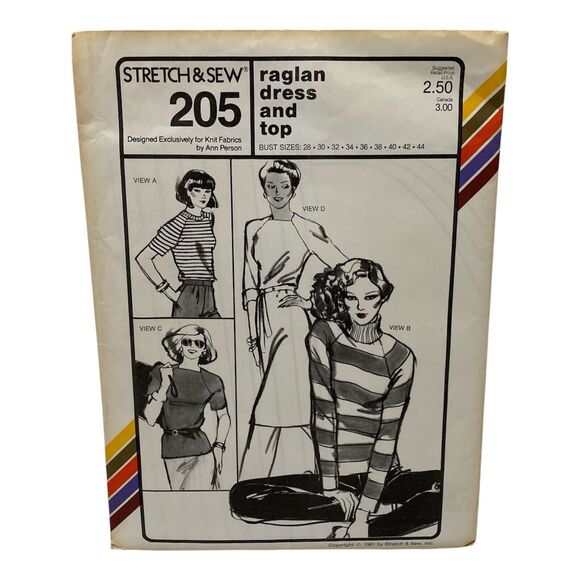 STRETCH & SEW®
205
Designed Exclusively for Knit Fabrics
by Ann Person
raglan
dress
and
top
BUST SIZES: 28 • 30 • 32 • 34 • 36 • 38 • 40 • 42 • 44
Suggested
Retail Price
U.S.A.
2.50
Canada
3.00
VIEW A
VIEW D
VIEW C
VIEW B
Copyright © 1981 by Stretch & Sew, Inc.